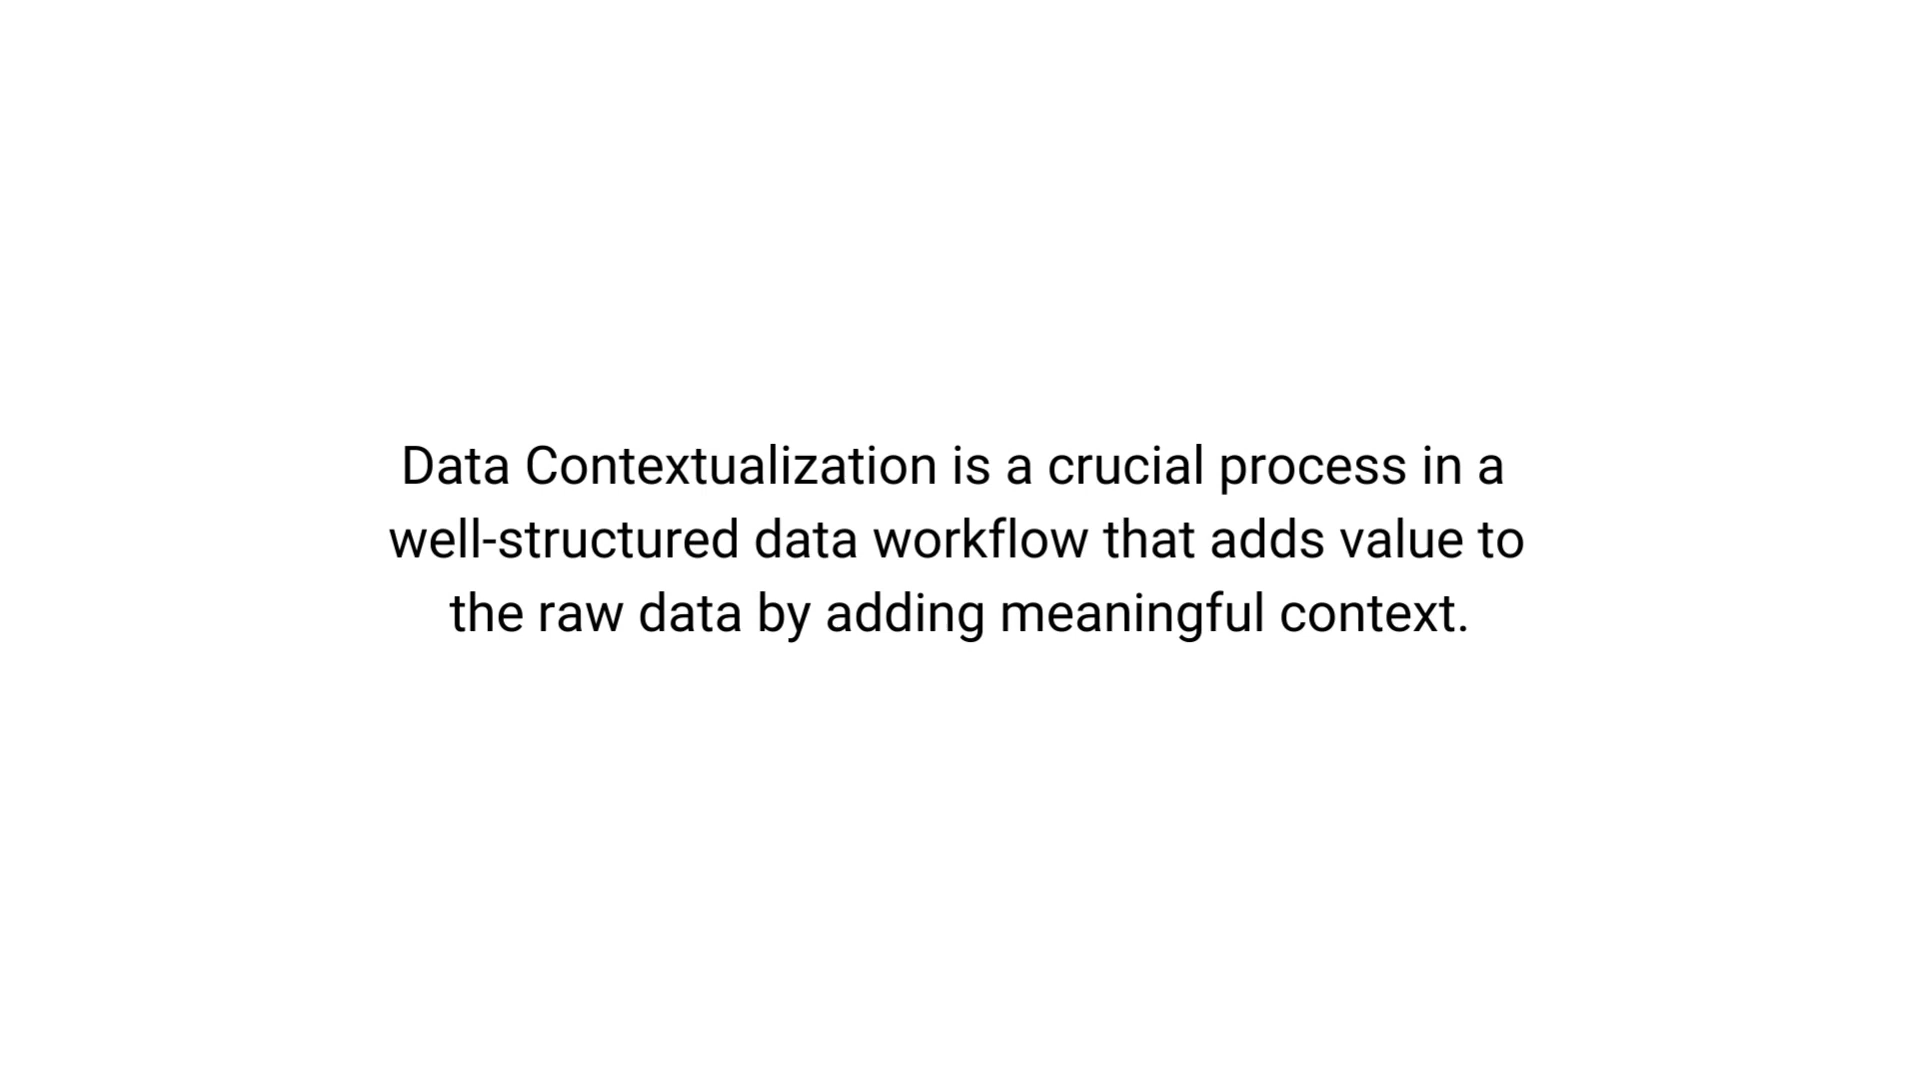 Data Contextualization is a crucial process in a
well-structured data workflow that adds value to
the raw data by adding meaningful context.